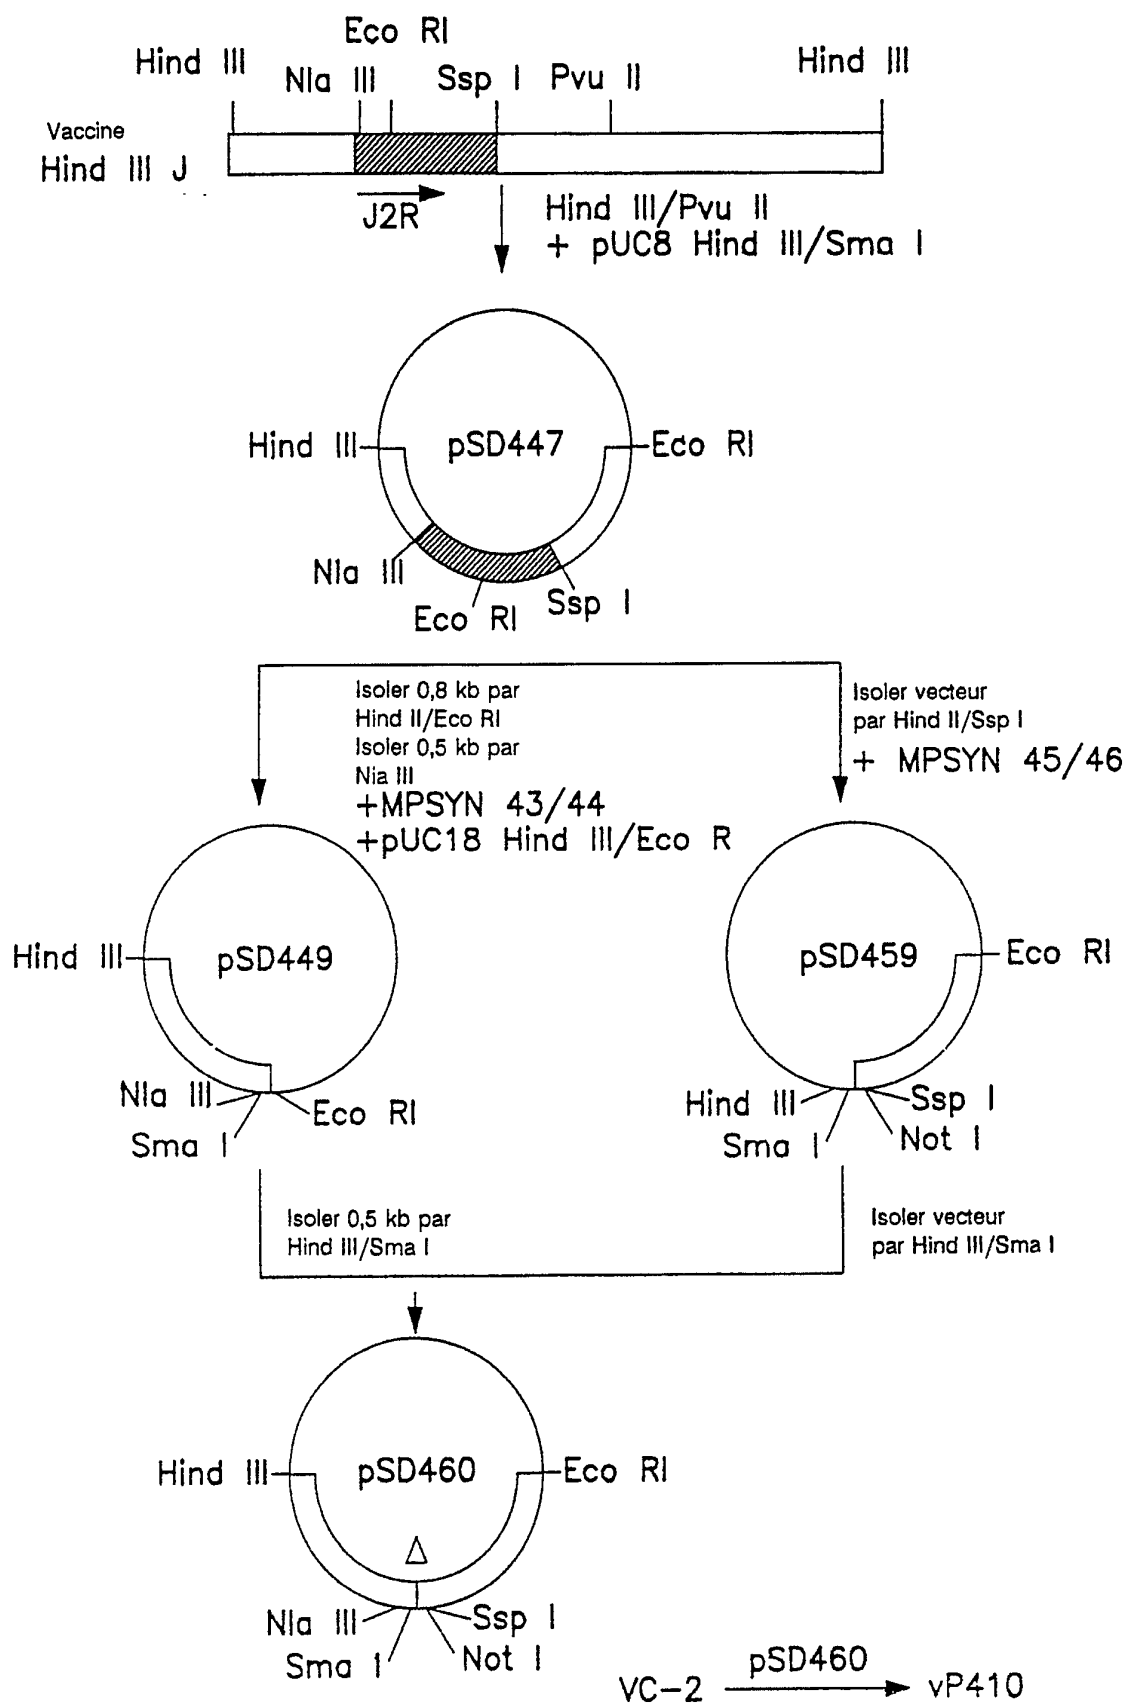 Eco RI
Hind III
Nla III
Ssp I
Pvu II
Hind III
Vaccine
Hind III J
J2R
Hind III/Pvu II
+ pUC8 Hind III/Sma I
Hind III
pSD447
Eco RI
Nla III
Eco RI
Ssp I
Isoler 0,8 kb par
Hind II/Eco RI
Isoler 0,5 kb par
Nia III
+MPSYN 43/44
+pUC18 Hind III/Eco R
Isoler vecteur
par Hind II/Ssp I
+ MPSYN 45/46
Hind III
pSD449
Nla III
Sma I
Eco RI
pSD459
Eco RI
Hind III
Sma I
Ssp I
Not I
Isoler 0,5 kb par
Hind III/Sma I
Isoler vecteur
par Hind III/Sma I
Hind III
pSD460
Eco RI
Δ
Nla III
Sma I
Ssp I
Not I
VC-2
pSD460
vP410